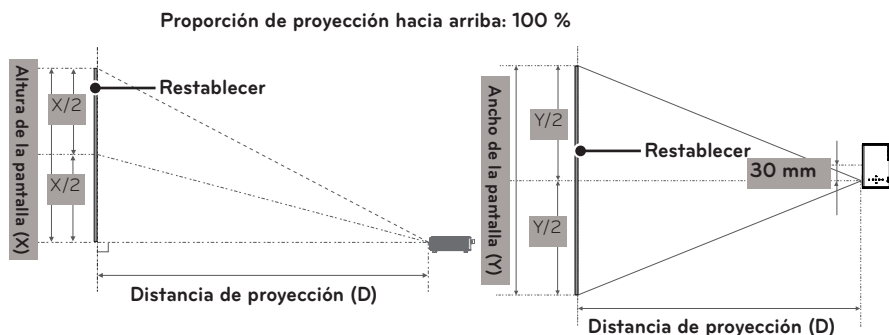 Proporción de proyección hacia arriba: 100 %
Altura de la pantalla (X)
X/2
X/2
Restablecer
Distancia de proyección (D)
Ancho de la pantalla (Y)
Y/2
Y/2
Restablecer
30 mm
Distancia de proyección (D)